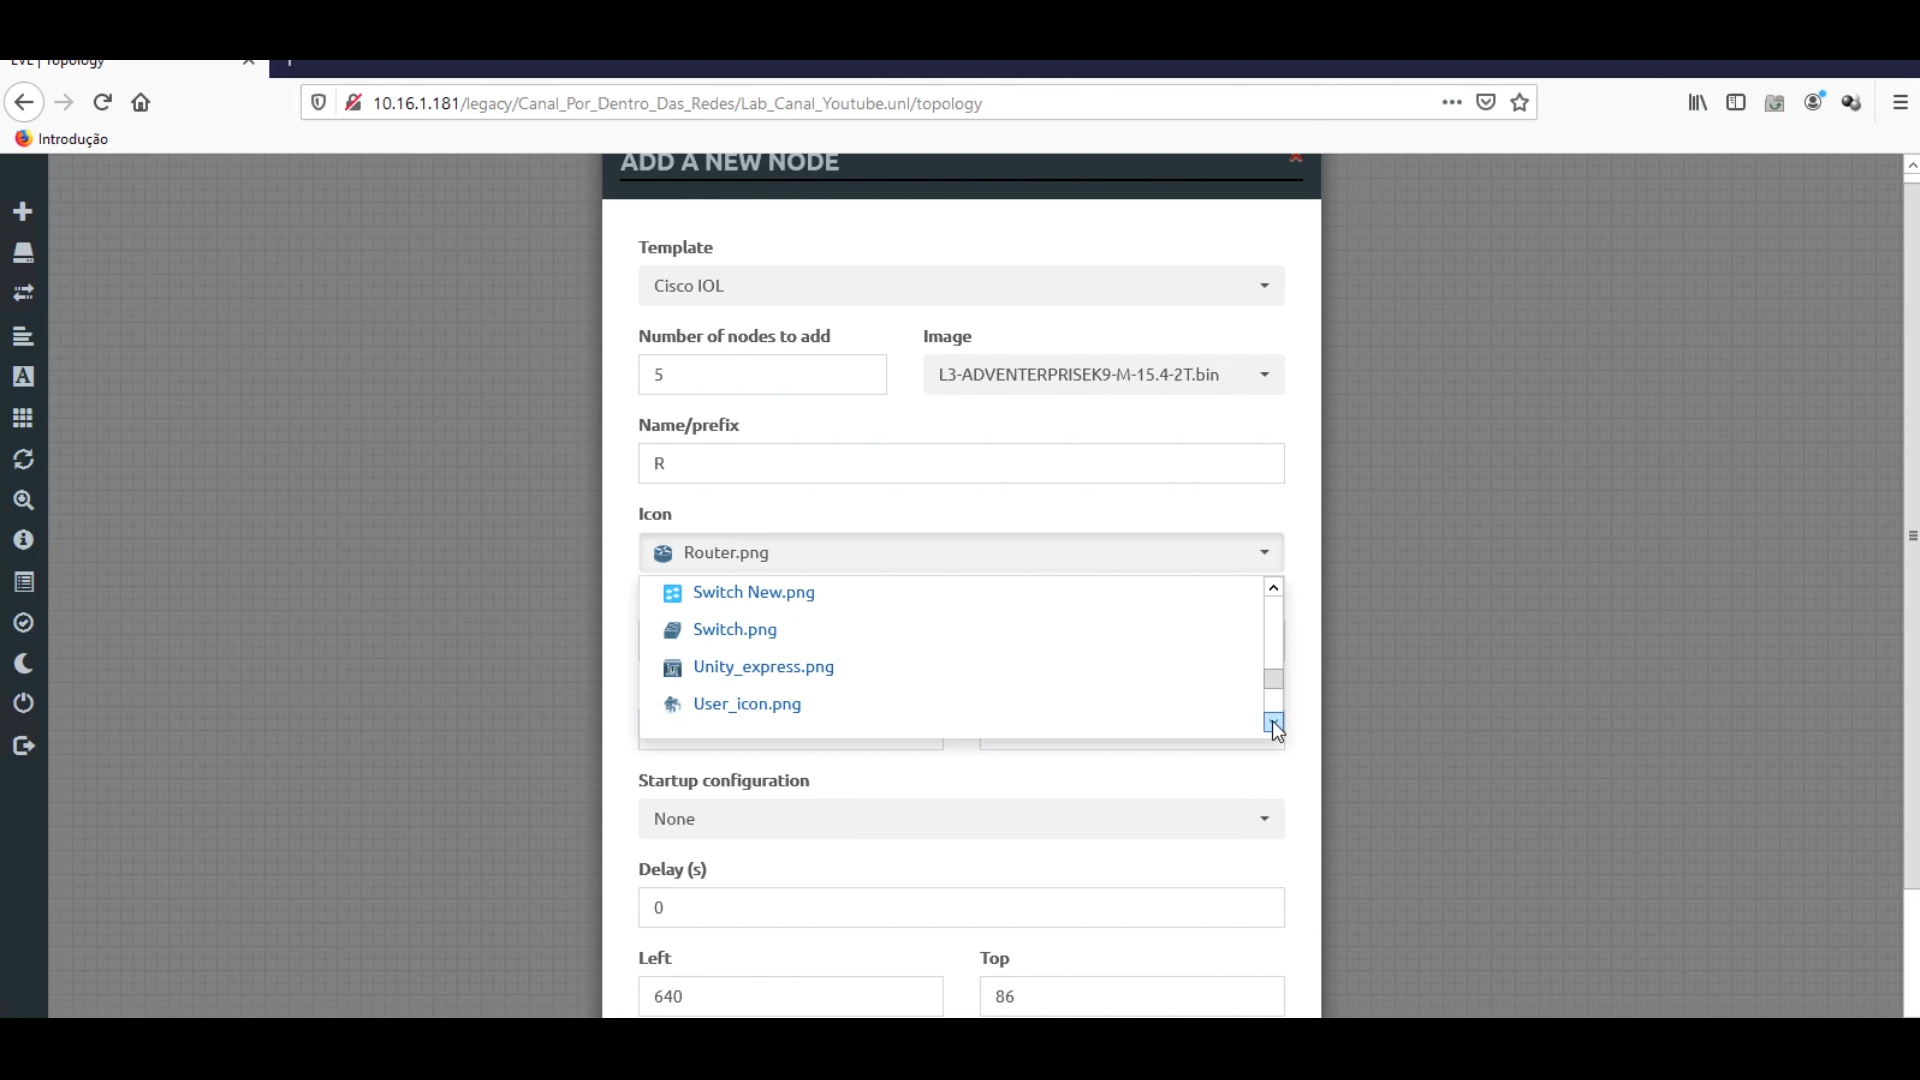 EVE | Topology
10.16.1.181/legacy/Canal_Por_Dentro_Das_Redes/Lab_Canal_Youtube.unl/topology
Introdução
ADD A NEW NODE
Template
Cisco IOL
Number of nodes to add
Image
5
L3-ADVENTERPRISEK9-M-15.4-2T.bin
Name/prefix
R
Icon
Router.png
Switch New.png
Switch.png
Unity_express.png
User_icon.png
Startup configuration
None
Delay (s)
0
Left
Top
640
86